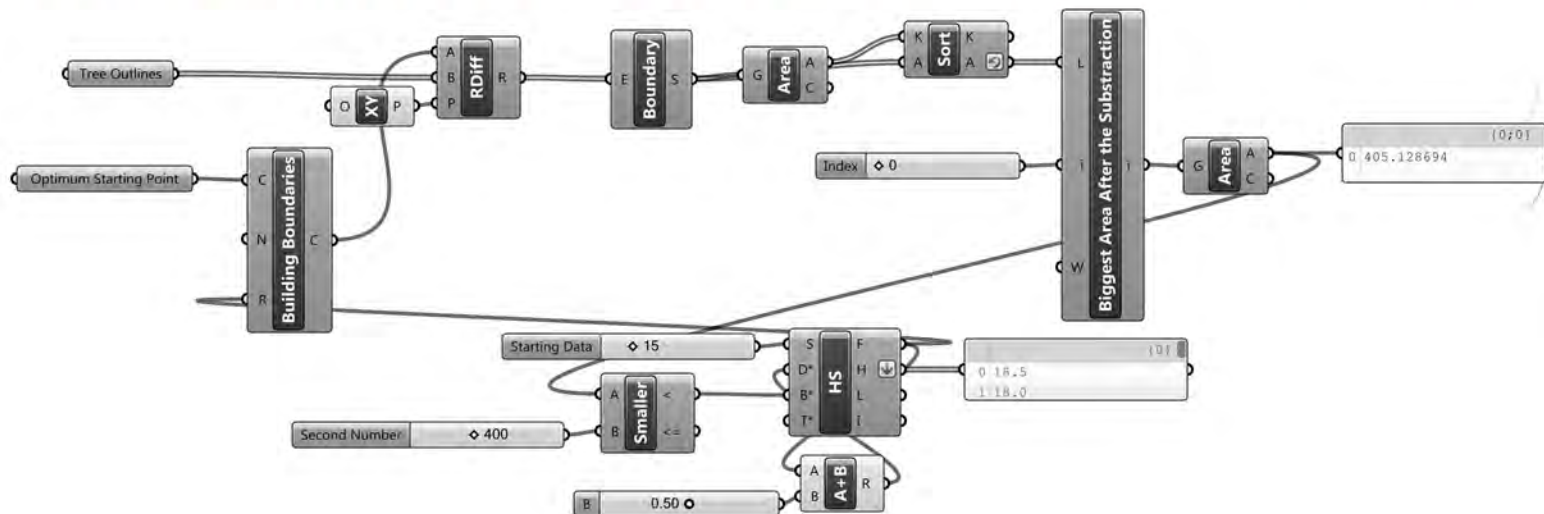 Tree Outlines
O XY P
A B P RDiff R
E Boundary S
G Area A C
K A Sort K A
L i W Biggest Area After the Substraction i
Index 0
G Area A C
{0;0}
0 405.128694
Optimum Starting Point
C N R Building Boundaries C
Starting Data 15
S D* B* T* HS F H L I
{0}
0 18.5
1 18.0
A B Smaller < <=
Second Number 400
A B A+B R
B 0.50